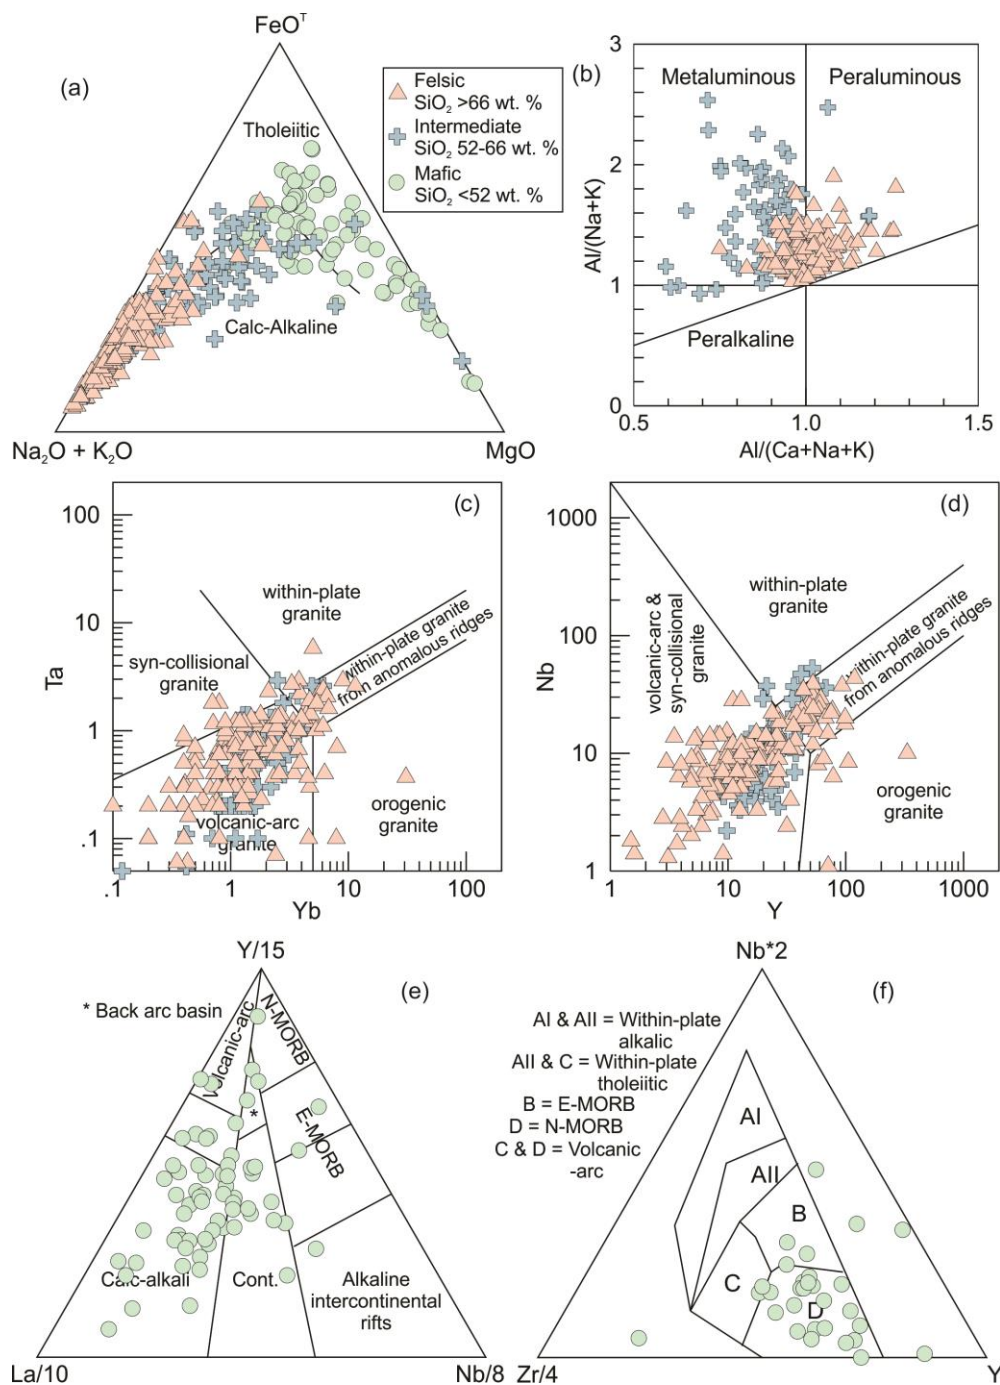 (a)
FeOᵀ
Tholeiitic
Calc-Alkaline
Na₂O + K₂O
MgO
Felsic
SiO₂ >66 wt. %
Intermediate
SiO₂ 52-66 wt. %
Mafic
SiO₂ <52 wt. %
(b)
Metaluminous
Peraluminous
Peralkaline
Al/(Na+K)
3
2
1
0
0.5
1.0
1.5
Al/(Ca+Na+K)
(c)
Ta
100
10
1
.1
within-plate
granite
syn-collisional
granite
within-plate granite
from anomalous ridges
volcanic-arc
granite
orogenic
granite
.1
1
10
100
Yb
(d)
Nb
1000
100
10
1
volcanic-arc &
syn-collisional
granite
within-plate
granite
within-plate granite
from anomalous ridges
orogenic
granite
1
10
100
1000
Y
(e)
Y/15
* Back arc basin
Volcanic-arc
N-MORB
*
E-MORB
Calc-alkali
Cont.
Alkaline
intercontinental
rifts
La/10
Nb/8
(f)
Nb*2
AI & AII = Within-plate
alkalic
AII & C = Within-plate
tholeiitic
B = E-MORB
D = N-MORB
C & D = Volcanic
-arc
AI
AII
B
C
D
Zr/4
Y